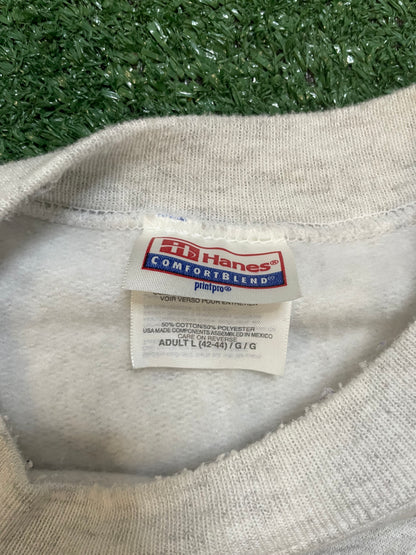 Hanes®
COMFORTBLEND®
printpro®
VOIR VERSO POUR ENTRETIEN
50% COTTON/50% POLYESTER
USA MADE COMPONENTS ASSEMBLED IN MEXICO
CARE ON REVERSE
ADULT L (42-44) / G / G